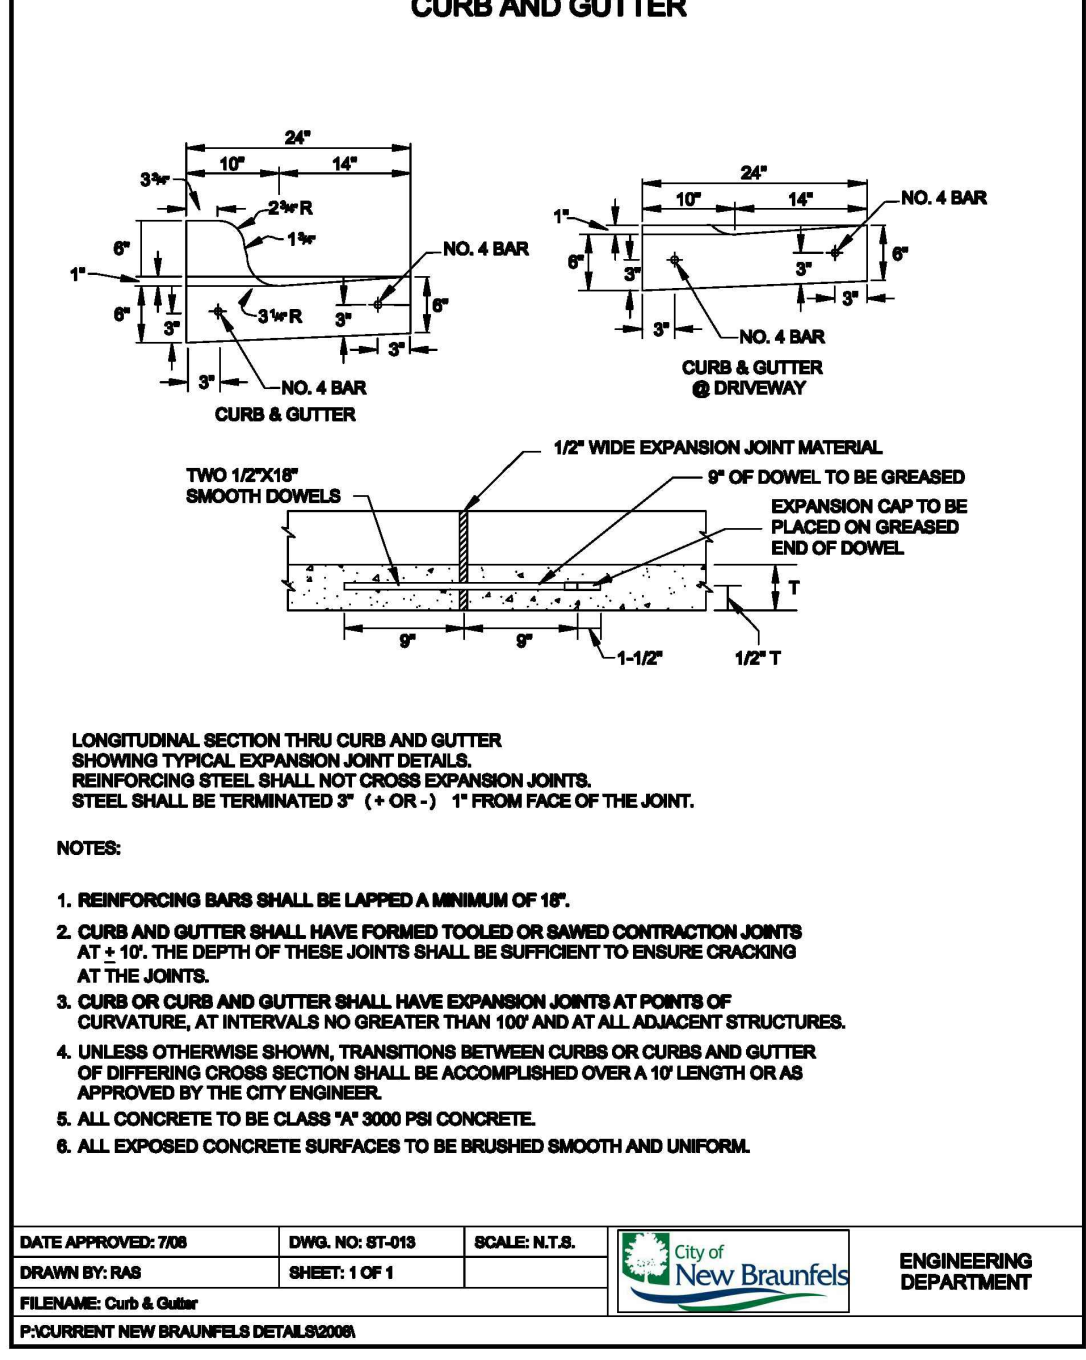 CURB AND GUTTER
24"
10" 14"
3¾"
2¾" R
1¾"
6"
1"
6"
3"
3¼" R
3"
6"
3"
3"
NO. 4 BAR
NO. 4 BAR
CURB & GUTTER
24"
10" 14"
NO. 4 BAR
1"
6"
3"
3"
6"
3"
3"
NO. 4 BAR
CURB & GUTTER
@ DRIVEWAY
1/2" WIDE EXPANSION JOINT MATERIAL
TWO 1/2"X18"
SMOOTH DOWELS
9" OF DOWEL TO BE GREASED
EXPANSION CAP TO BE
PLACED ON GREASED
END OF DOWEL
T
9" 9"
1-1/2"
1/2" T
LONGITUDINAL SECTION THRU CURB AND GUTTER
SHOWING TYPICAL EXPANSION JOINT DETAILS.
REINFORCING STEEL SHALL NOT CROSS EXPANSION JOINTS.
STEEL SHALL BE TERMINATED 3" (+ OR -) 1" FROM FACE OF THE JOINT.
NOTES:
1. REINFORCING BARS SHALL BE LAPPED A MINIMUM OF 18".
2. CURB AND GUTTER SHALL HAVE FORMED TOOLED OR SAWED CONTRACTION JOINTS
AT ± 10'. THE DEPTH OF THESE JOINTS SHALL BE SUFFICIENT TO ENSURE CRACKING
AT THE JOINTS.
3. CURB OR CURB AND GUTTER SHALL HAVE EXPANSION JOINTS AT POINTS OF
CURVATURE, AT INTERVALS NO GREATER THAN 100' AND AT ALL ADJACENT STRUCTURES.
4. UNLESS OTHERWISE SHOWN, TRANSITIONS BETWEEN CURBS OR CURBS AND GUTTER
OF DIFFERING CROSS SECTION SHALL BE ACCOMPLISHED OVER A 10' LENGTH OR AS
APPROVED BY THE CITY ENGINEER.
5. ALL CONCRETE TO BE CLASS "A" 3000 PSI CONCRETE.
6. ALL EXPOSED CONCRETE SURFACES TO BE BRUSHED SMOOTH AND UNIFORM.
DATE APPROVED: 7/06 DWG. NO: ST-013 SCALE: N.T.S.
DRAWN BY: RAS SHEET: 1 OF 1
FILENAME: Curb & Gutter
P:\CURRENT NEW BRAUNFELS DETAILS\2006\
City of
New Braunfels
ENGINEERING
DEPARTMENT